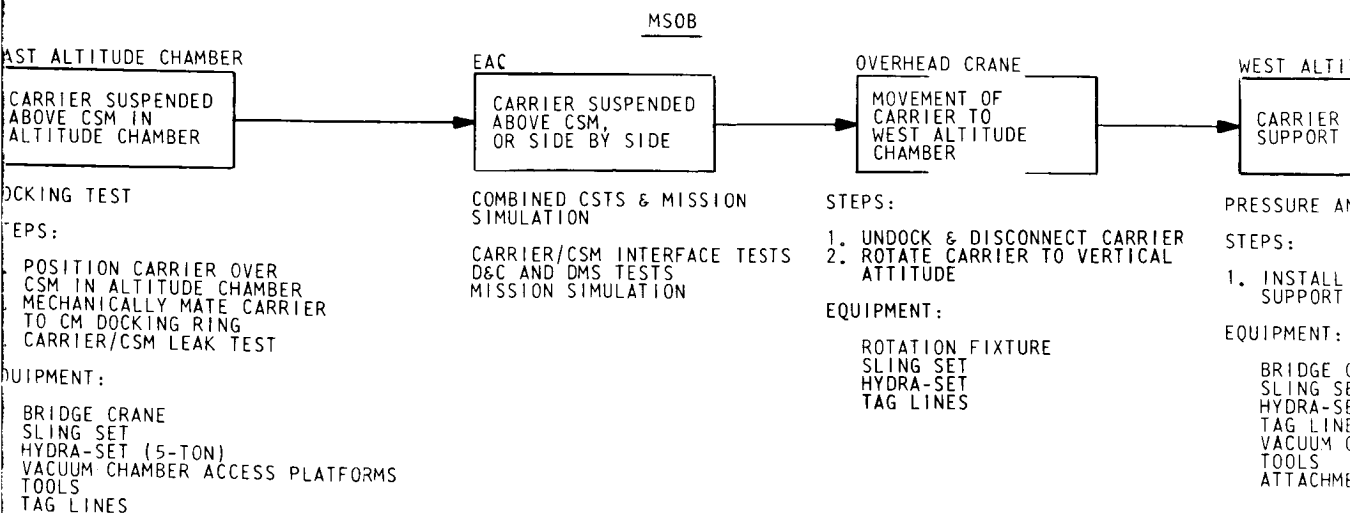 MSOB
AST ALTITUDE CHAMBER
CARRIER SUSPENDED
ABOVE CSM IN
ALTITUDE CHAMBER
OCKING TEST
TEPS:
POSITION CARRIER OVER
CSM IN ALTITUDE CHAMBER
MECHANICALLY MATE CARRIER
TO CM DOCKING RING
CARRIER/CSM LEAK TEST
QUIPMENT:
BRIDGE CRANE
SLING SET
HYDRA-SET (5-TON)
VACUUM CHAMBER ACCESS PLATFORMS
TOOLS
TAG LINES
EAC
CARRIER SUSPENDED
ABOVE CSM,
OR SIDE BY SIDE
COMBINED CSTS & MISSION
SIMULATION
CARRIER/CSM INTERFACE TESTS
D&C AND DMS TESTS
MISSION SIMULATION
OVERHEAD CRANE
MOVEMENT OF
CARRIER TO
WEST ALTITUDE
CHAMBER
STEPS:
1. UNDOCK & DISCONNECT CARRIER
2. ROTATE CARRIER TO VERTICAL
ATTITUDE
EQUIPMENT:
ROTATION FIXTURE
SLING SET
HYDRA-SET
TAG LINES
WEST ALTI
CARRIER
SUPPORT
PRESSURE AN
STEPS:
1. INSTALL
SUPPORT
EQUIPMENT:
BRIDGE C
SLING SE
HYDRA-SE
TAG LINE
VACUUM C
TOOLS
ATTACHME